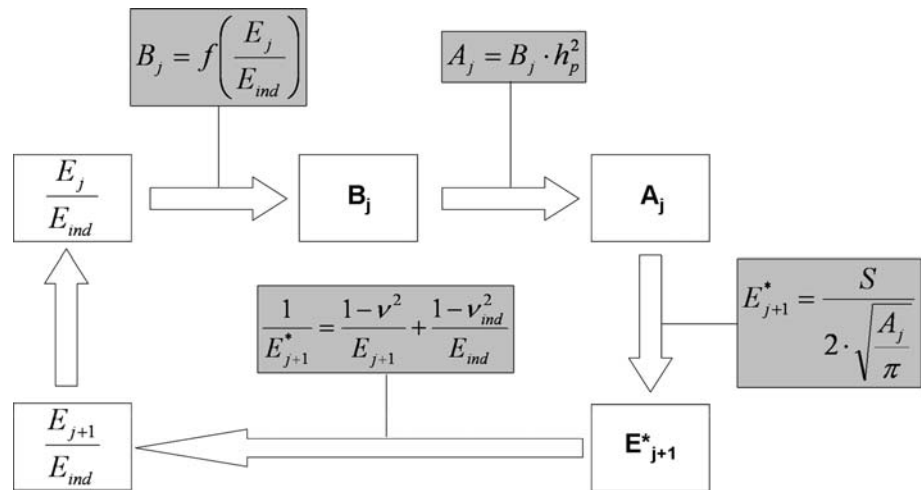 B_j = f(E_j / E_ind)
A_j = B_j · h_p^2
E_j / E_ind
B_j
A_j
1 / E*_{j+1} = (1−ν^2) / E_{j+1} + (1−ν_ind^2) / E_ind
E*_{j+1} = S / (2 · √(A_j / π))
E_{j+1} / E_ind
E*_{j+1}